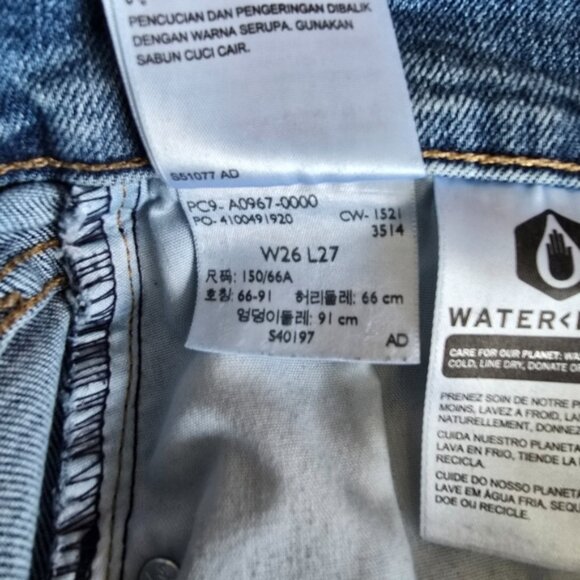 PENCUCIAN DAN PENGERINGAN DIBALIK
DENGAN WARNA SERUPA. GUNAKAN
SABUN CUCI CAIR.
S51077 AD
PC9- A0967-0000
PO- 4100491920 CW- 1521
3514
W26 L27
尺码: 150/66A
호칭: 66-91 허리둘레: 66 cm
엉덩이둘레: 91 cm
S40197 AD
WATER<
CARE FOR OUR PLANET: WA
COLD, LINE DRY, DONATE O
PRENEZ SOIN DE NOTRE P
MOINS, LAVEZ A FROID, LA
NATURELLEMENT, DONNEZ
CUIDA NUESTRO PLANETA
LAVA EN FRIO, TIENDE LA
RECICLA.
CUIDE DO NOSSO PLANETA
LAVE EM ÁGUA FRIA, SEQU
DOE OU RECICLE.